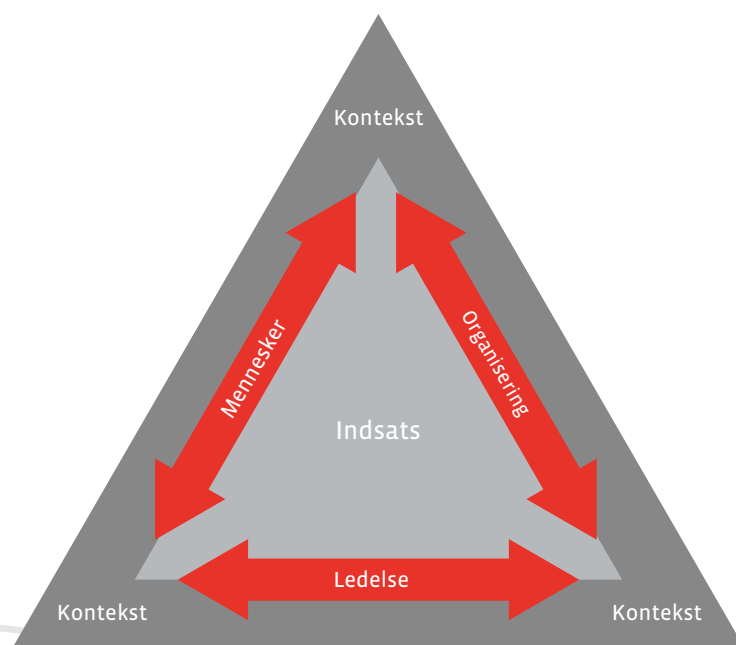 Kontekst
Mennesker
Organisering
Indsats
Ledelse
Kontekst
Kontekst